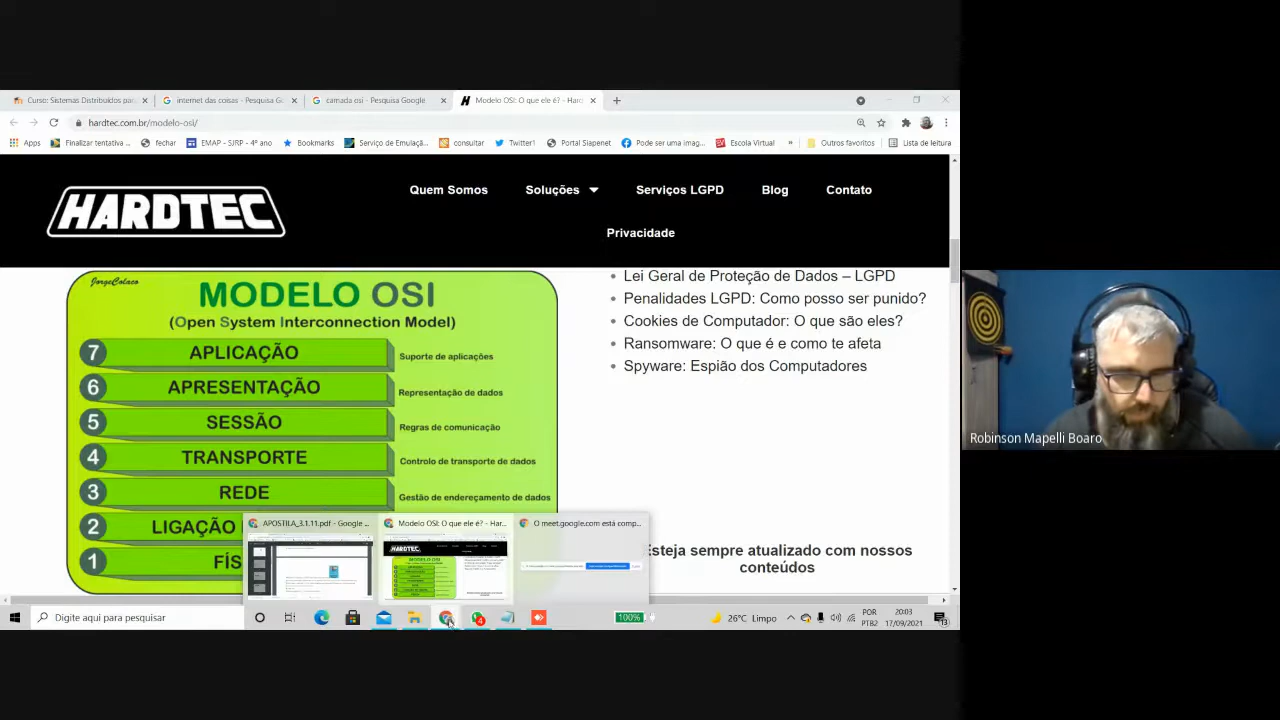 Curso: Sistemas Distribuídos par
internet das coisas - Pesquisa Go
camada osi - Pesquisa Google
Modelo OSI: O que ele é? - Hard
hardtec.com.br/modelo-osi/
Apps
Finalizar tentativa ...
fechar
EMAP - SJRP - 4º ano
Bookmarks
Serviço de Emulaçã...
consultar
Twitter1
Portal Siapenet
Pode ser uma imag...
Escola Virtual
»
Outros favoritos
Lista de leitura
HARDTEC
Quem Somos
Soluções
Serviços LGPD
Blog
Contato
Privacidade
JorgeColaco
MODELO OSI
(Open System Interconnection Model)
7 APLICAÇÃO Suporte de aplicações
6 APRESENTAÇÃO Representação de dados
5 SESSÃO Regras de comunicação
4 TRANSPORTE Controlo de transporte de dados
3 REDE Gestão de endereçamento de dados
2 LIGAÇÃO
1 FÍS
Lei Geral de Proteção de Dados – LGPD
Penalidades LGPD: Como posso ser punido?
Cookies de Computador: O que são eles?
Ransomware: O que é e como te afeta
Spyware: Espião dos Computadores
Esteja sempre atualizado com nossos
conteúdos
APOSTILA_3.1.11.pdf - Google ...
Modelo OSI: O que ele é? - Har...
O meet.google.com está comp...
HARDTEC
MODELO OSI
Digite aqui para pesquisar
4
100%
26°C Limpo
POR
PTB2
20:03
17/09/2021
Robinson Mapelli Boaro